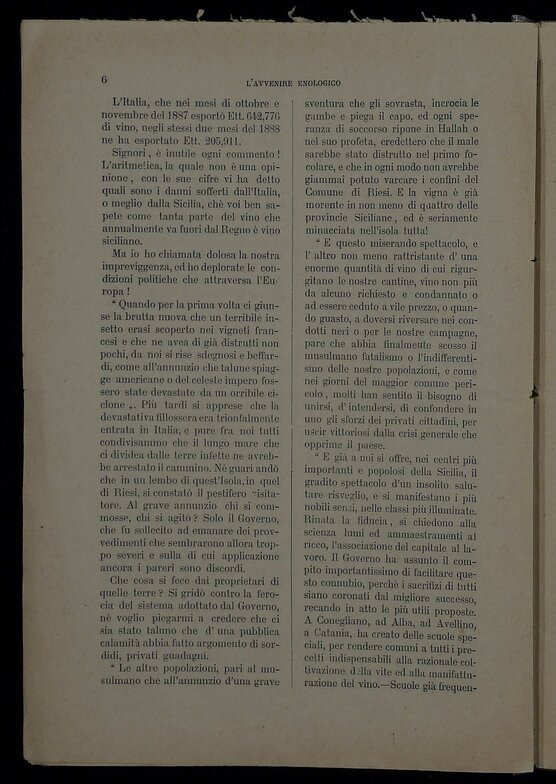 6
L'AVVENIRE ENOLOGICO
L'Italia, che nei mesi di ottobre e
novembre del 1887 esportò Ett. 642,776
di vino, negli stessi due mesi del 1888
ne ha esportato Ett. 205,911.
Signori, è inutile ogni commento!
L'aritmetica, la quale non è una opi-
nione, con le sue cifre vi ha detto
quali sono i danni sofferti dall'Italia,
o meglio dalla Sicilia, chè voi ben sa-
pete come tanta parte del vino che
annualmente va fuori dal Regno è vino
siciliano.
Ma io ho chiamata dolosa la nostra
impreviggenza, ed ho deplorate le con-
dizioni politiche che attraversa l'Eu-
ropa!
" Quando per la prima volta ci giun-
se la brutta nuova che un terribile in-
setto erasi scoperto nei vigneti fran-
cesi e che ne avea di già distrutti non
pochi, da noi si rise sdegnosi e beffar-
di, come all'annunzio che talune spiag-
ge americane o del celeste impero fos-
sero state devastate da un orribile ci-
clone „. Più tardi si apprese che la
devastativa fillossera era trionfalmente
entrata in Italia, e pure fra noi tutti
condivisammo che il lungo mare che
ci dividea dalle terre infette ne avreb-
be arrestato il cammino. Nè guari andò
che in un lembo di quest'Isola, in quel
di Riesi, si constatò il pestifero visita-
tore. Al grave annunzio chi si com-
mosse, chi si agitò? Solo il Governo,
che fu sollecito ad emanare dei prov-
vedimenti che sembrarono allora trop-
po severi e sulla di cui applicazione
ancora i pareri sono discordi.
Che cosa si fece dai proprietari di
quelle terre? Si gridò contro la fero-
cia del sistema adottato dal Governo,
nè voglio piegarmi a credere che ci
sia stato taluno che d'una pubblica
calamità abbia fatto argomento di sor-
didi, privati guadagni.
" Le altre popolazioni, pari al mu-
sulmano che all'annunzio d'una grave
sventura che gli sovrasta, incrocia le
gambe e piega il capo, ed ogni spe-
ranza di soccorso ripone in Hallah o
nel suo profeta, credettero che il male
sarebbe stato distrutto nel primo fo-
colare, e che in ogni modo non avrebbe
giammai potuto varcare i confini del
Comune di Riesi. E la vigna è già
morente in non meno di quattro delle
provincie Siciliane, ed è seriamente
minacciata nell'isola tutta!
" E questo miserando spettacolo, e
l'altro non meno rattristante d'una
enorme quantità di vino di cui rigur-
gitano le nostre cantine, vino non più
da alcuno richiesto e condannato o
ad essere ceduto a vile prezzo, o quan-
do guasto, a doversi riversare nei con-
dotti neri o per le nostre campagne,
pare che abbia finalmente scosso il
musulmano fatalismo o l'indifferenti-
smo delle nostre popolazioni, e come
nei giorni del maggior comune peri-
colo, molti han sentito il bisogno di
unirsi, d'intendersi, di confondere in
uno gli sforzi dei privati cittadini, per
uscir vittoriosi dalla crisi generale che
opprime il paese.
" E già a noi si offre, nei centri più
importanti e popolosi della Sicilia, il
gradito spettacolo d'un insolito salu-
tare risveglio, e si manifestano i più
nobili sensi, nelle classi più illuminate.
Rinata la fiducia, si chiedono alla
scienza lumi ed ammaestramenti al
ricco, l'associazione del capitale al la-
voro. Il Governo ha assunto il com-
pito importantissimo di facilitare que-
sto connubio, perchè i sacrifizi di tutti
siano coronati dal migliore successo,
recando in atto le più utili proposte.
A Conegliano, ad Alba, ad Avellino,
a Catania, ha creato delle scuole spe-
ciali, per rendere comuni a tutti i pre-
cetti indispensabili alla razionale col-
tivazione della vite ed alla manifattu-
razione del vino.—Scuole già frequen-